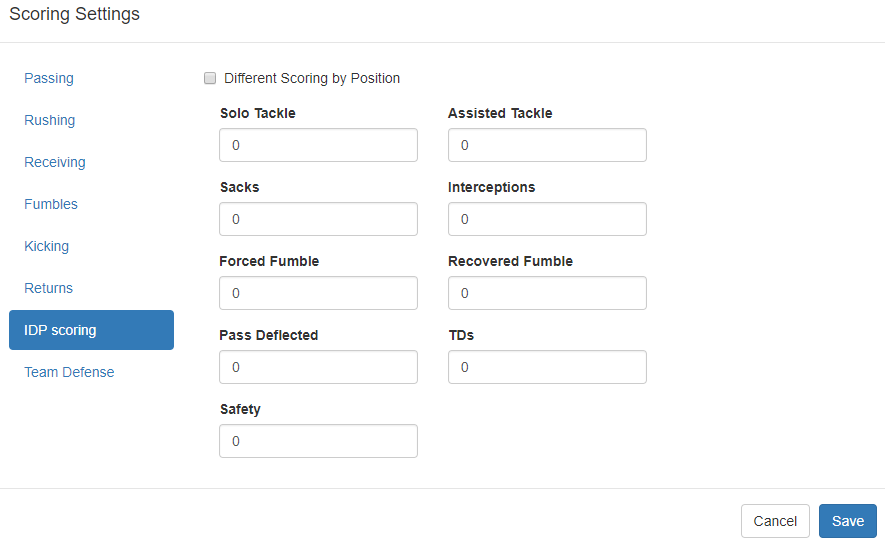 Scoring Settings
Passing
Rushing
Receiving
Fumbles
Kicking
Returns
IDP scoring
Team Defense
Different Scoring by Position
Solo Tackle
0
Assisted Tackle
0
Sacks
0
Interceptions
0
Forced Fumble
0
Recovered Fumble
0
Pass Deflected
0
TDs
0
Safety
0
Cancel
Save